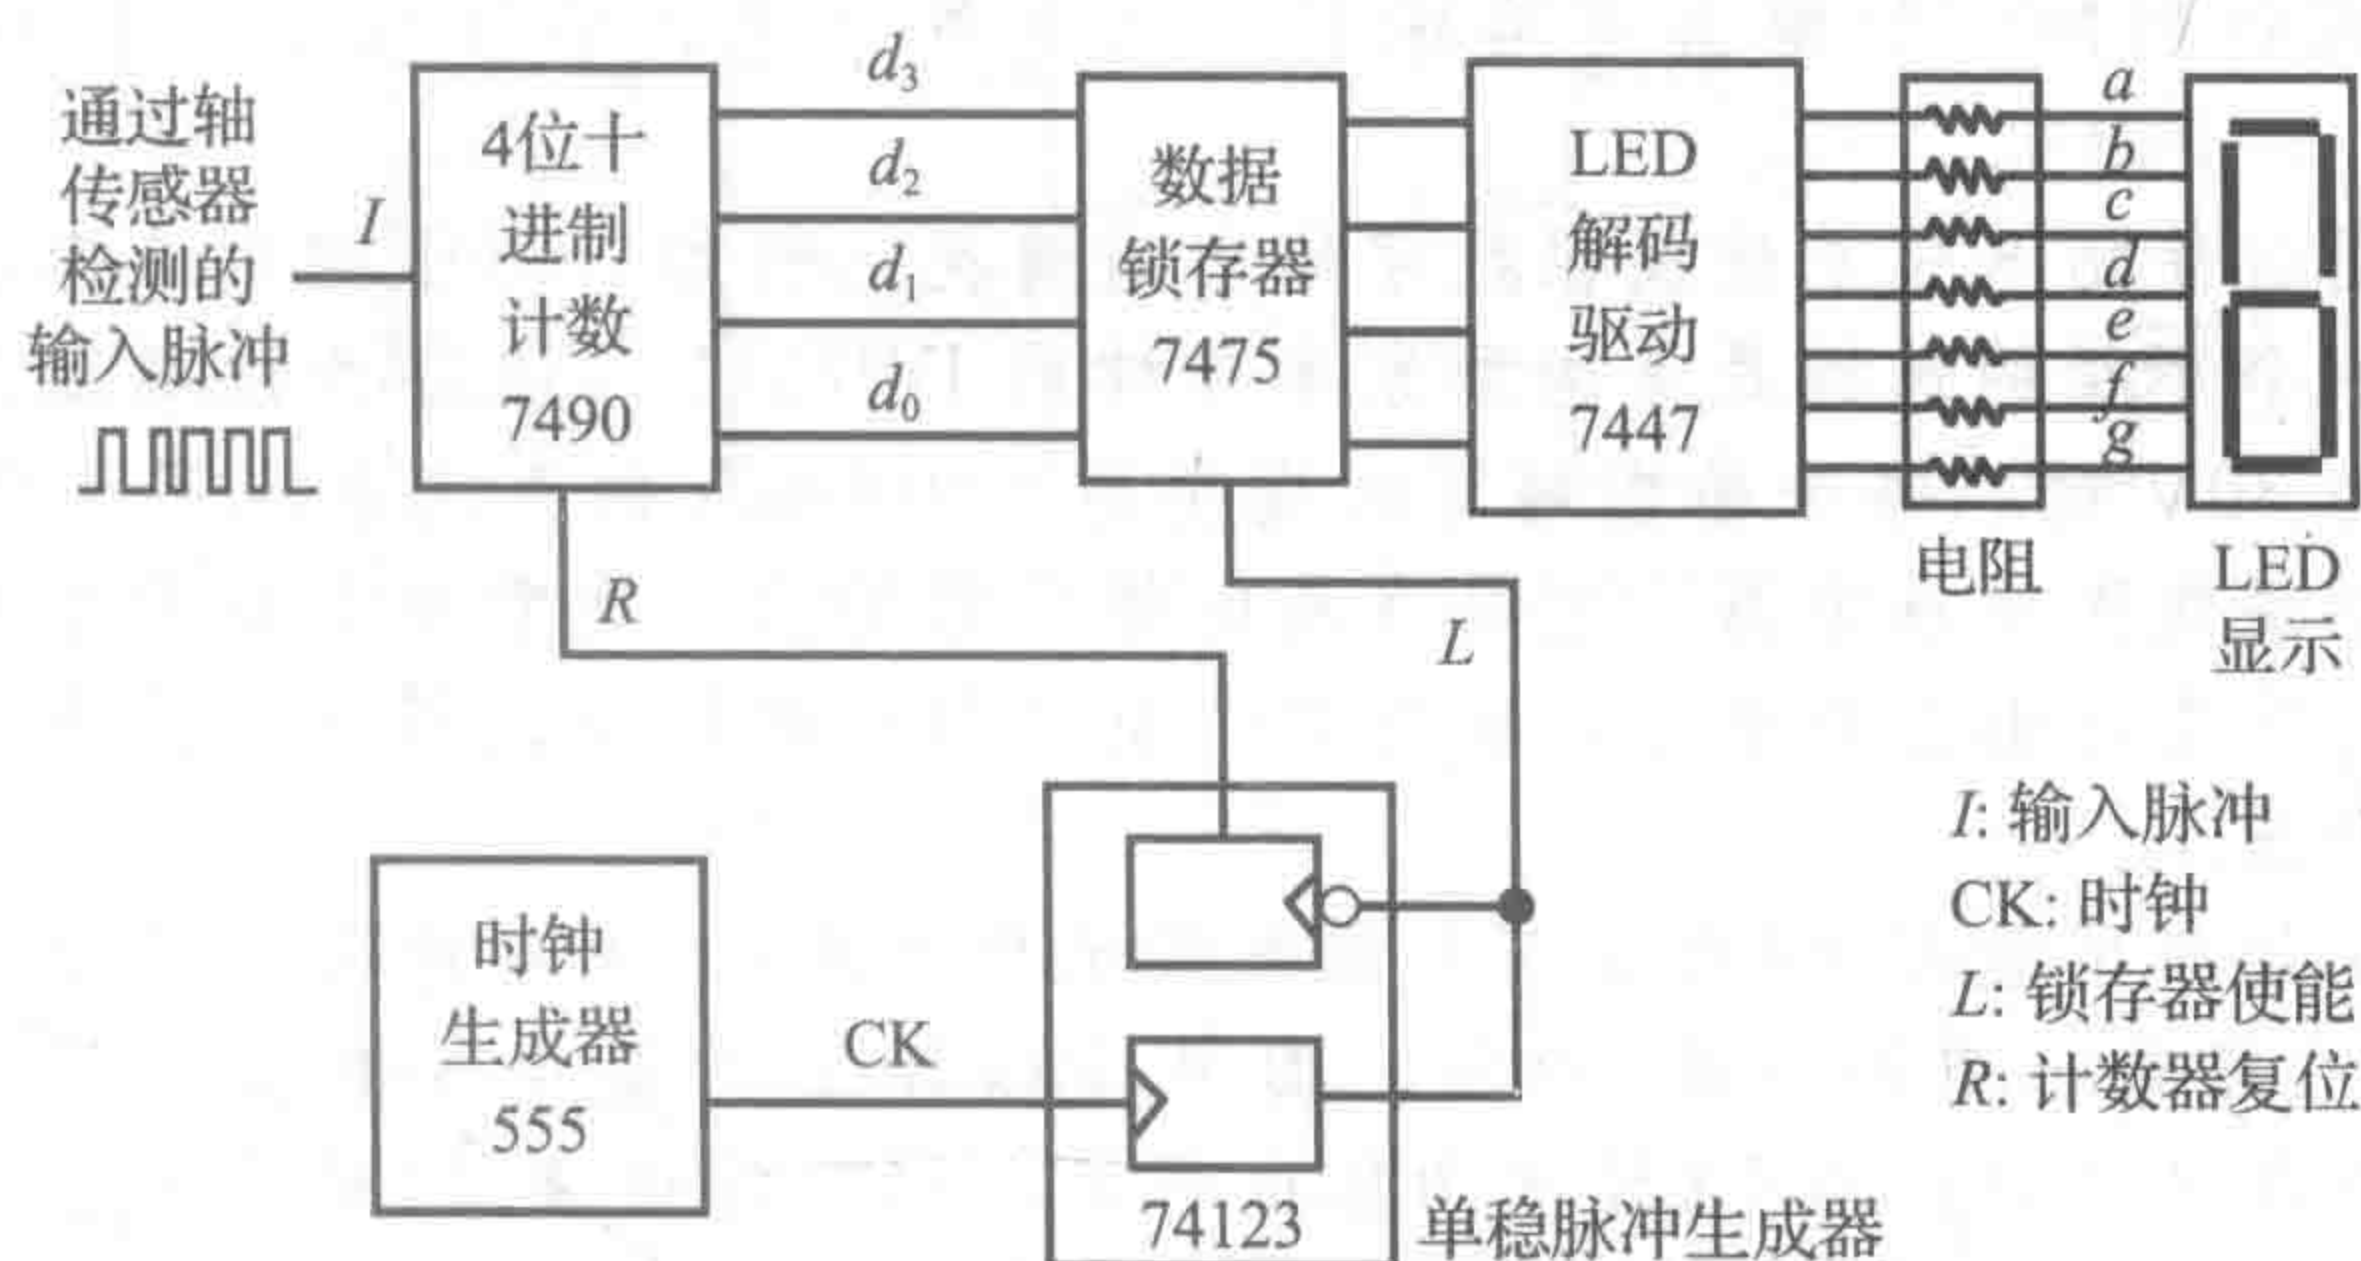 通过轴
传感器
检测的
输入脉冲
I
4位十
进制
计数
7490
d₃
d₂
d₁
d₀
数据
锁存器
7475
LED
解码
驱动
7447
a
b
c
d
e
f
g
电阻
LED
显示
R
L
时钟
生成器
555
CK
74123
单稳脉冲生成器
I: 输入脉冲
CK: 时钟
L: 锁存器使能
R: 计数器复位